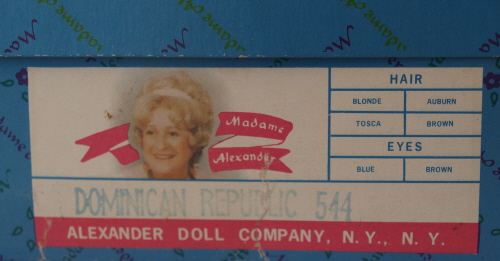 HAIR
BLONDE AUBURN
TOSCA BROWN
EYES
BLUE BROWN
Madame
Alexander
DOMINICAN REPUBLIC 544
ALEXANDER DOLL COMPANY, N.Y., N.Y.